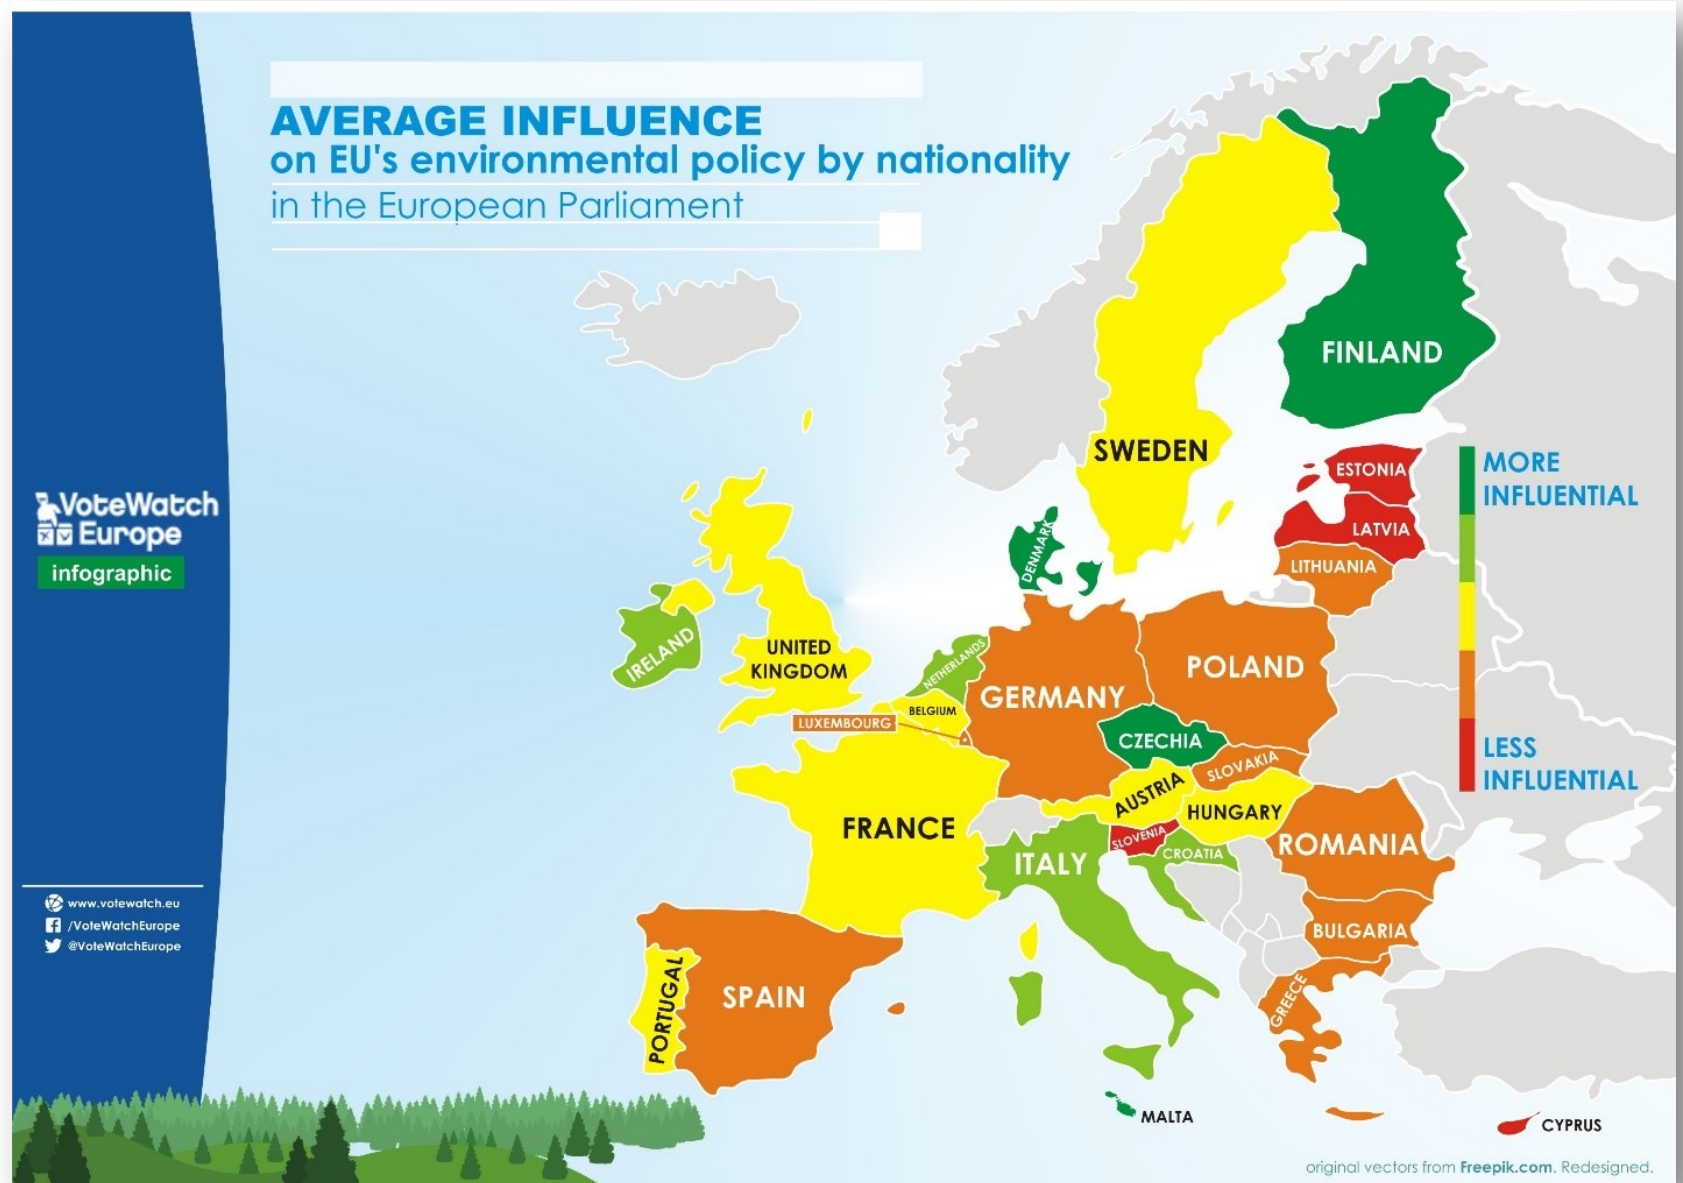 AVERAGE INFLUENCE
on EU's environmental policy by nationality
in the European Parliament
VoteWatch
Europe
infographic
www.votewatch.eu
/VoteWatchEurope
@VoteWatchEurope
FINLAND
SWEDEN
ESTONIA
LATVIA
LITHUANIA
DENMARK
MORE
INFLUENTIAL
LESS
INFLUENTIAL
IRELAND
UNITED
KINGDOM
NETHERLANDS
BELGIUM
LUXEMBOURG
GERMANY
POLAND
CZECHIA
SLOVAKIA
AUSTRIA
HUNGARY
FRANCE
SLOVENIA
CROATIA
ITALY
ROMANIA
BULGARIA
GREECE
PORTUGAL
SPAIN
MALTA
CYPRUS
original vectors from Freepik.com. Redesigned.